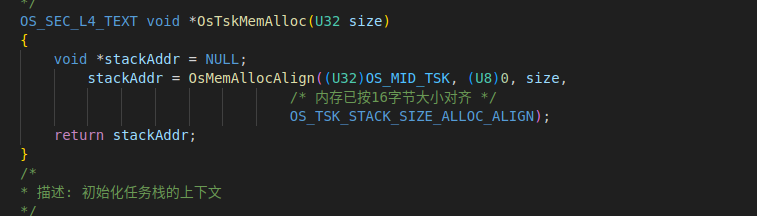 */
OS_SEC_L4_TEXT void *OsTskMemAlloc(U32 size)
{
    void *stackAddr = NULL;
        stackAddr = OsMemAllocAlign((U32)OS_MID_TSK, (U8)0, size,
                                /* 内存已按16字节大小对齐 */
                                OS_TSK_STACK_SIZE_ALLOC_ALIGN);
    return stackAddr;
}
/*
* 描述: 初始化任务栈的上下文
*/